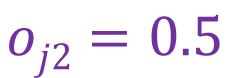 o_{j2} = 0.5